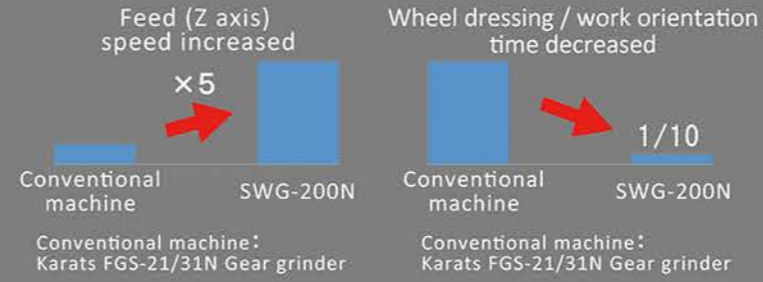 Feed (Z axis)
speed increased
×5
Conventional
machine
SWG-200N
Conventional machine:
Karats FGS-21/31N Gear grinder
Wheel dressing / work orientation
time decreased
1/10
Conventional
machine
SWG-200N
Conventional machine:
Karats FGS-21/31N Gear grinder